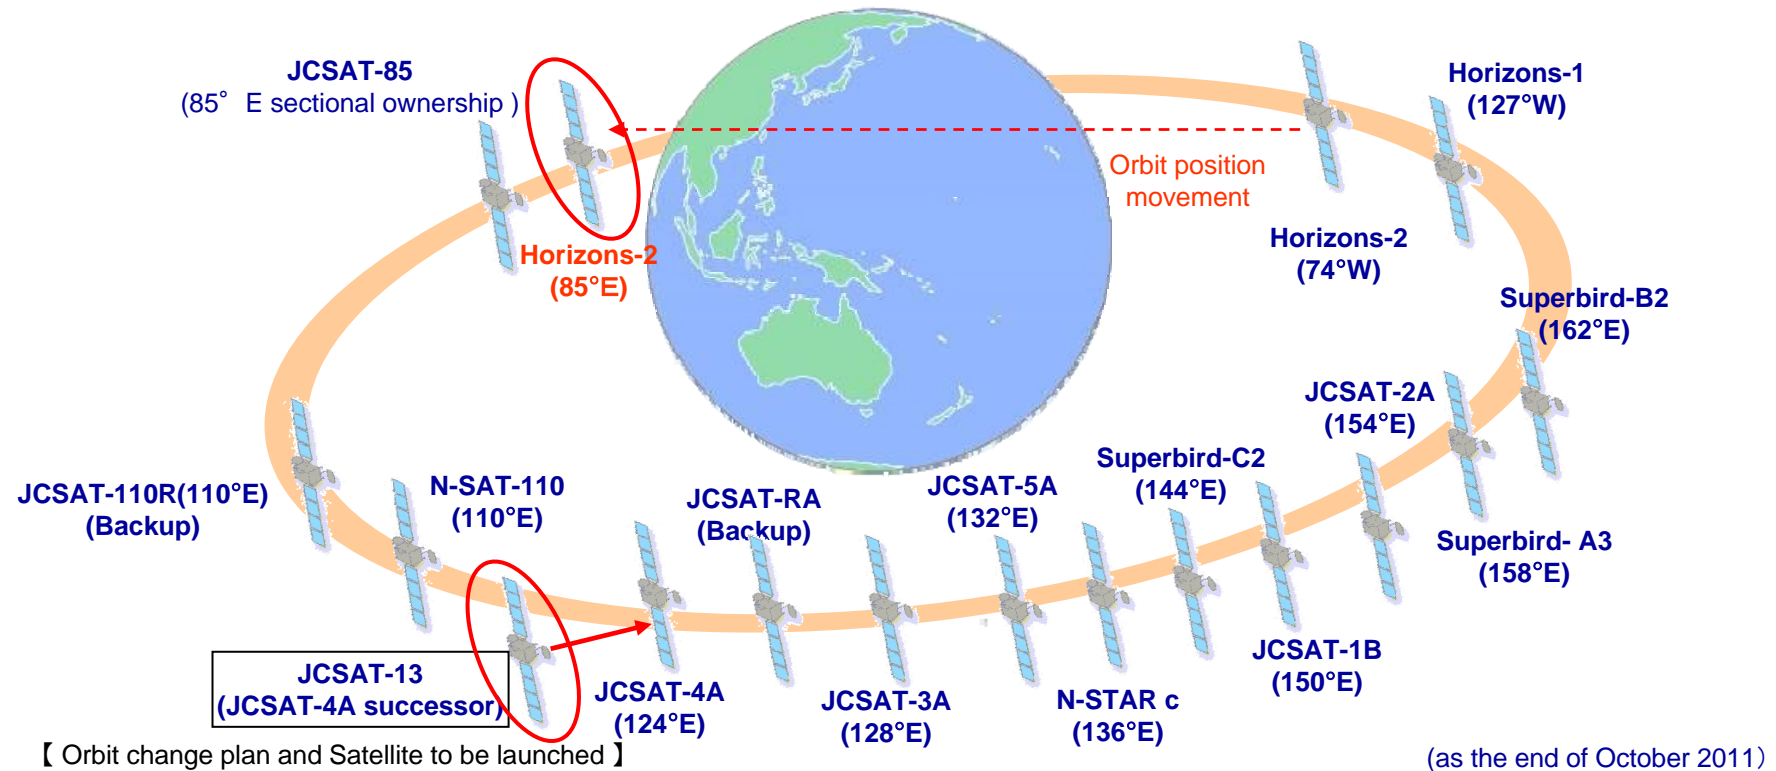 JCSAT-85
(85° E sectional ownership )
Horizons-1
(127°W)
Orbit position
movement
Horizons-2
(85°E)
Horizons-2
(74°W)
Superbird-B2
(162°E)
JCSAT-2A
(154°E)
Superbird-C2
(144°E)
JCSAT-110R(110°E)
(Backup)
N-SAT-110
(110°E)
JCSAT-RA
(Backup)
JCSAT-5A
(132°E)
Superbird- A3
(158°E)
JCSAT-13
(JCSAT-4A successor)
JCSAT-4A
(124°E)
JCSAT-3A
(128°E)
N-STAR c
(136°E)
JCSAT-1B
(150°E)
【 Orbit change plan and Satellite to be launched 】
(as the end of October 2011）